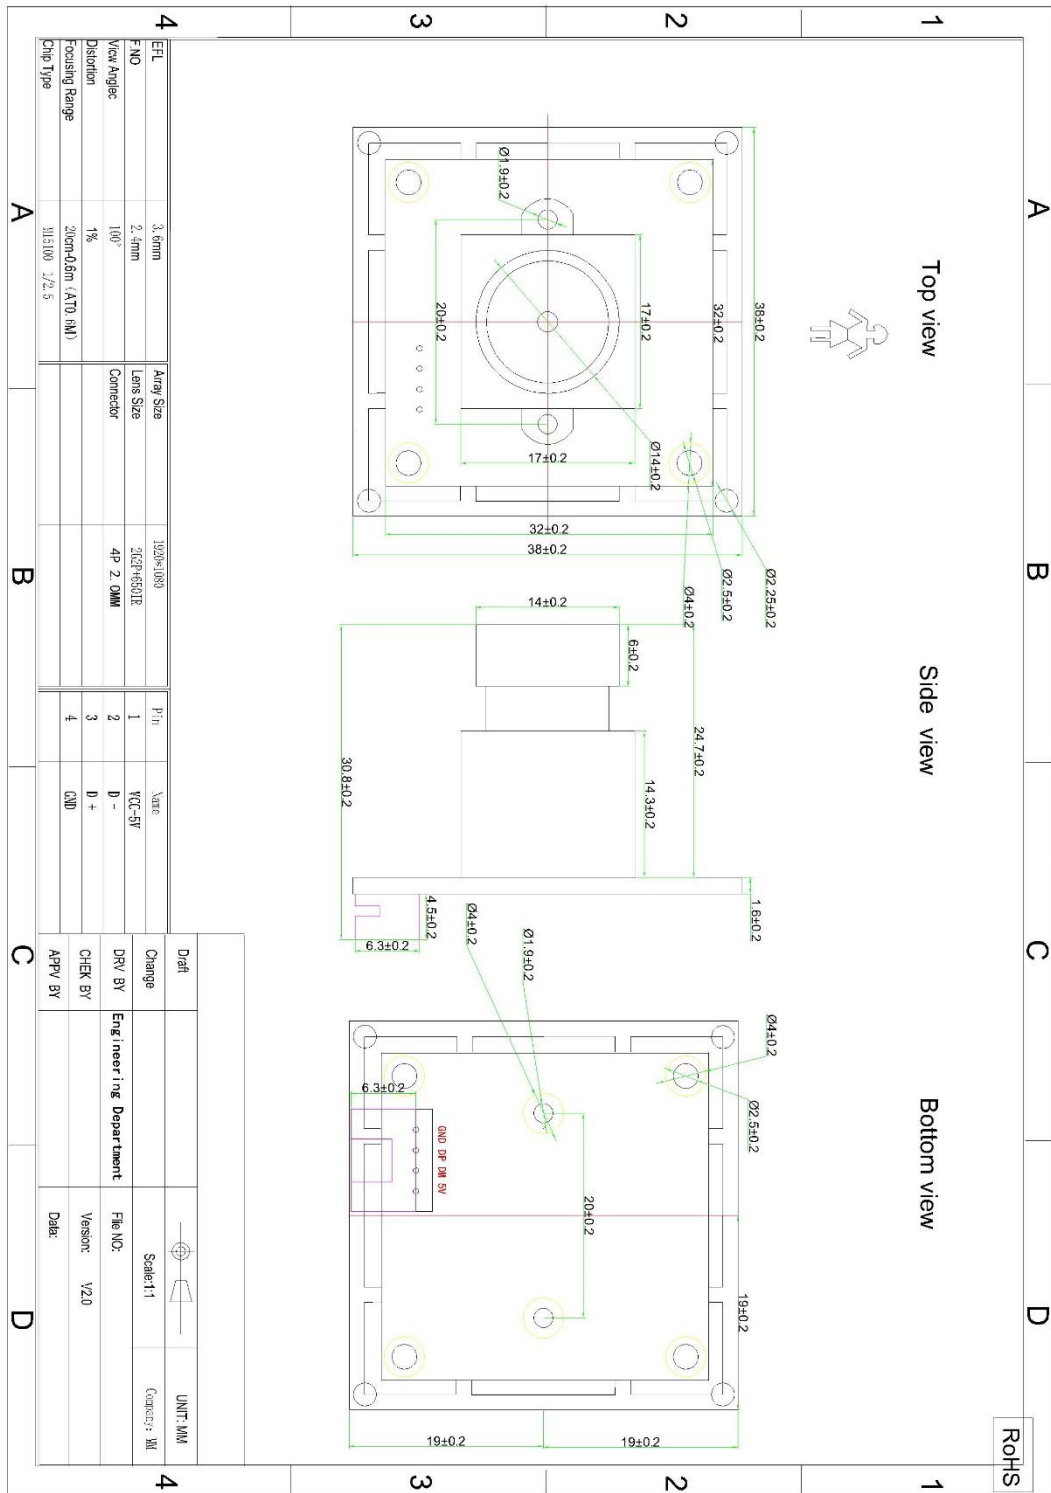 RoHS
1
2
3
4
A
B
C
D
Top view
Side view
Bottom view
38±0.2
32±0.2
17±0.2
20±0.2
Ø1.9±0.2
Ø14±0.2
17±0.2
32±0.2
38±0.2
Ø2.25±0.2
Ø2.5±0.2
Ø4±0.2
14±0.2
6±0.2
24.7±0.2
14.3±0.2
30.8±0.2
1.6±0.2
4.5±0.2
6.3±0.2
Ø4±0.2
Ø1.9±0.2
Ø4±0.2
Ø2.5±0.2
6.3±0.2
GND DP DM 5V
20±0.2
19±0.2
19±0.2
19±0.2
EFL 3.6mm Array Size 1920*1080 Pin Name
F.NO 2.4mm Lens Size 2G2P+650IR 1 VCC-5V
View Anglec 100° Connector 4P 2.0MM 2 D -
Distortion 1% 3 D +
Focusing Range 20cm-0.6m (AT0.6M) 4 GND
Chip Type 1/2.5
Draft UNIT: MM
Change Scale:1:1 Company:
DRV BY Engineering Department File NO:
CHEK BY Version: V2.0
APPV BY Data:
A
B
C
D
1
2
3
4